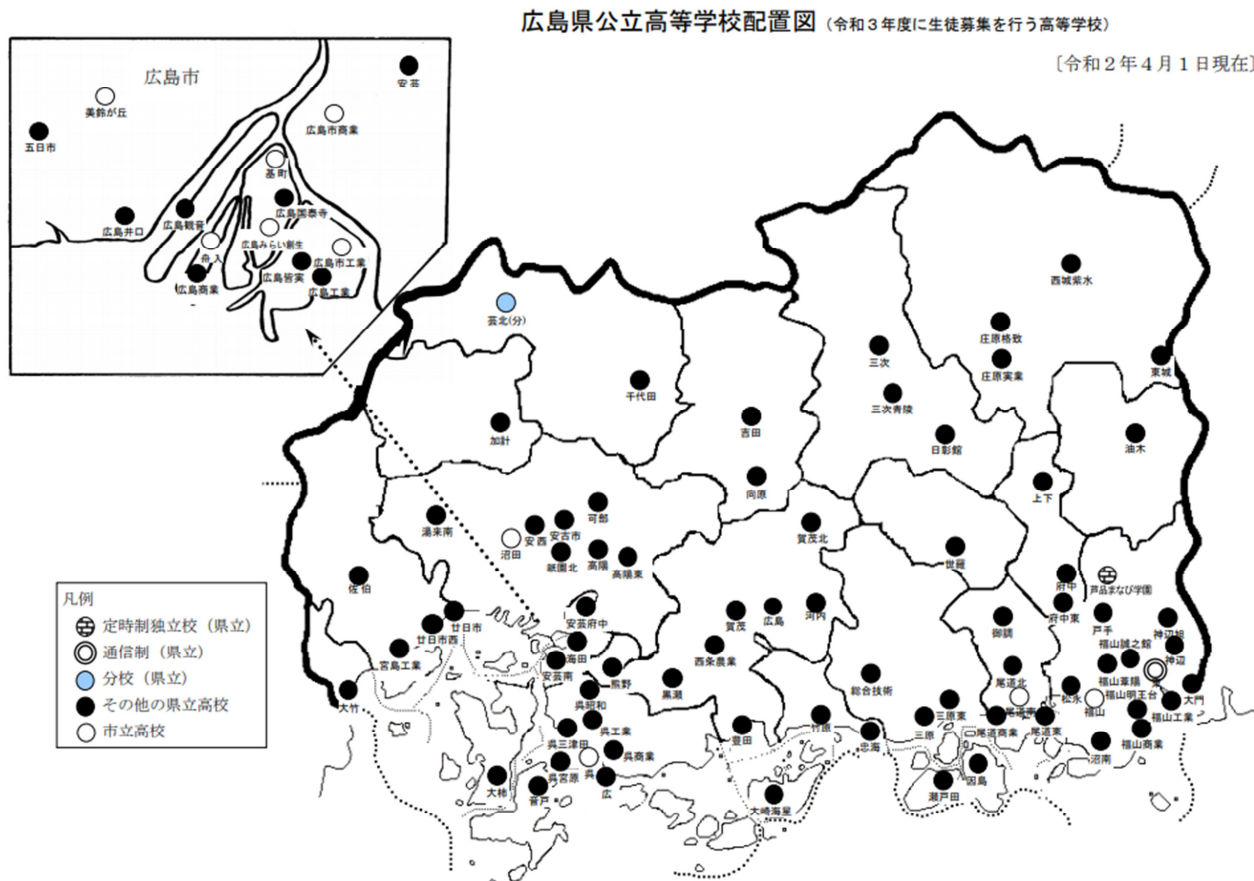 広島県公立高等学校配置図（令和３年度に生徒募集を行う高等学校）
〔令和２年４月１日現在〕
広島市
安芸
美鈴が丘
広島市商業
五日市
基町
広島国泰寺
広島井口
広島観音
広島みらい創生
舟入
広島市工業
広島皆実
広島商業
広島工業
芸北(分)
西城紫水
庄原格致
三次
庄原実業
東城
千代田
三次青陵
加計
吉田
日彰館
油木
向原
上下
湯来南
安西
安古市
可部
沼田
賀茂北
祇園北
高陽
高陽東
世羅
佐伯
府中
芦品まなび学園
廿日市
廿日市西
安芸府中
賀茂
広島
河内
御調
府中東
戸手
神辺旭
宮島工業
海田
安芸南
熊野
西条農業
黒瀬
総合技術
尾道北
福山誠之館
神辺
福山葦陽
東
大門
大竹
呉昭和
尾道南
松永
福山
福山明王台
福山工業
呉工業
呉三津田
豊田
竹原
忠海
三原
三原東
尾道商業
尾道東
福山商業
沼南
呉商業
呉宮原
呉
広
大柿
音戸
大崎海星
瀬戸田
因島
凡例
定時制独立校（県立）
通信制（県立）
分校（県立）
その他の県立高校
市立高校